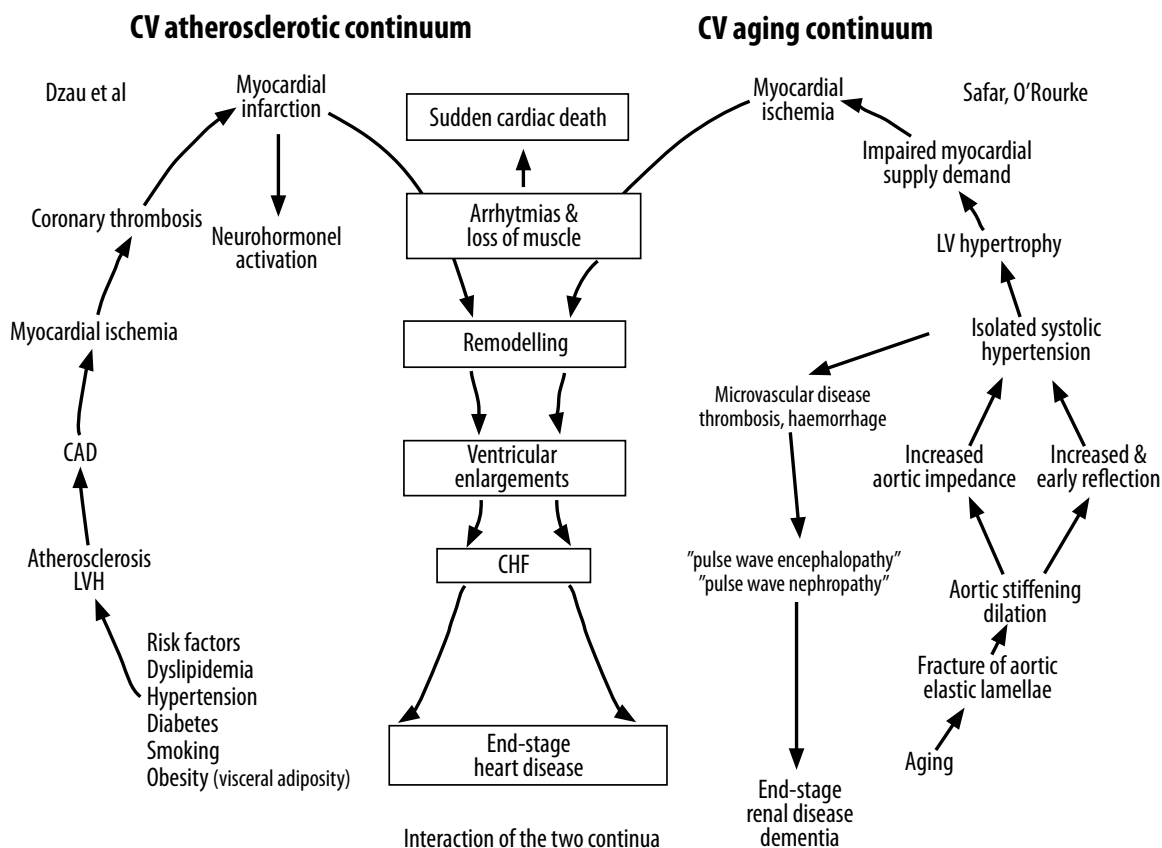 CV atherosclerotic continuum
CV aging continuum
Dzau et al
Myocardial
infarction
Neurohormonel
activation
Coronary thrombosis
Myocardial ischemia
CAD
Atherosclerosis
LVH
Risk factors
Dyslipidemia
Hypertension
Diabetes
Smoking
Obesity (visceral adiposity)
Sudden cardiac death
Arrhytmias &
loss of muscle
Remodelling
Ventricular
enlargements
CHF
End-stage
heart disease
Interaction of the two continua
Myocardial
ischemia
Safar, O'Rourke
Impaired myocardial
supply demand
LV hypertrophy
Isolated systolic
hypertension
Microvascular disease
thrombosis, haemorrhage
Increased
aortic impedance
Increased &
early reflection
”pulse wave encephalopathy”
”pulse wave nephropathy”
Aortic stiffening
dilation
Fracture of aortic
elastic lamellae
Aging
End-stage
renal disease
dementia